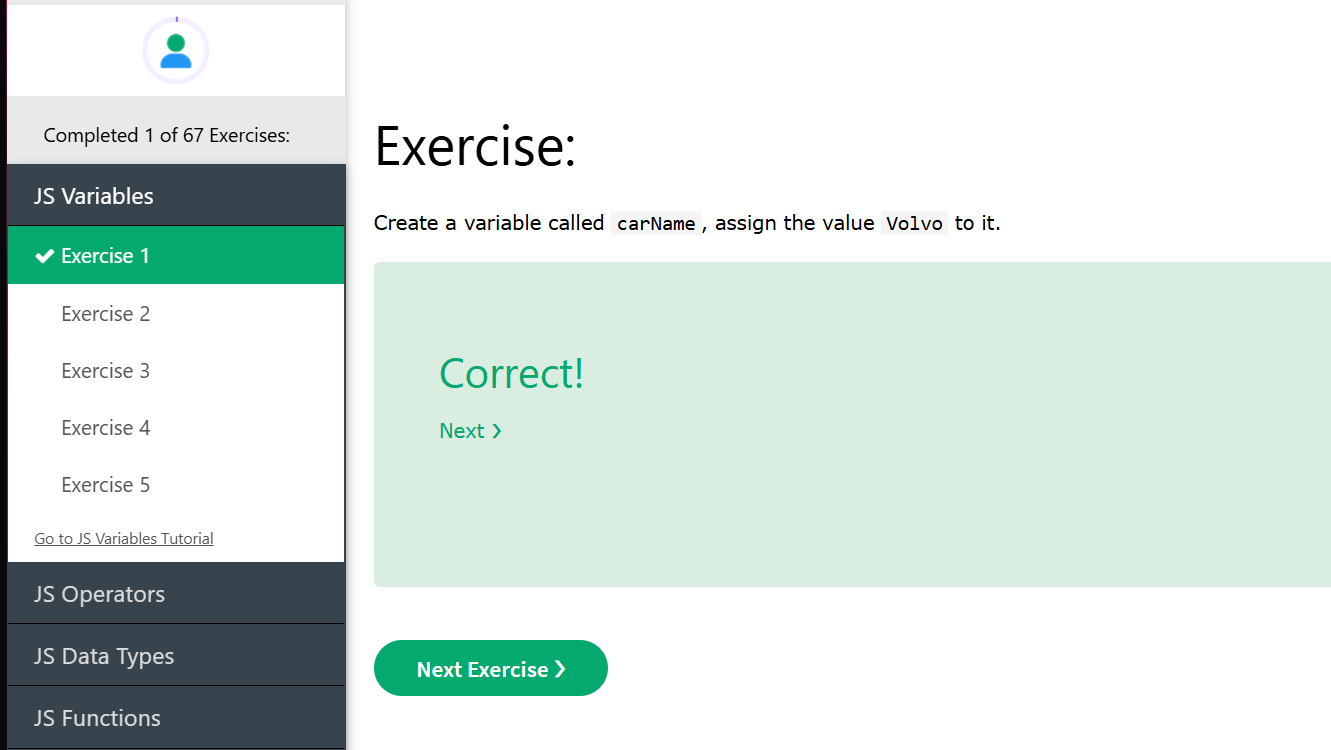 Completed 1 of 67 Exercises:
JS Variables
Exercise 1
Exercise 2
Exercise 3
Exercise 4
Exercise 5
Go to JS Variables Tutorial
JS Operators
JS Data Types
JS Functions
Exercise:
Create a variable called carName, assign the value Volvo to it.
Correct!
Next ❯
Next Exercise ❯